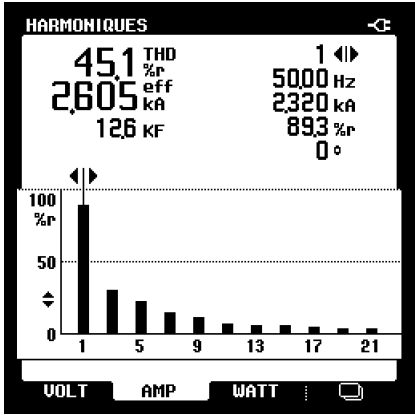 HARMONIQUES
45,1 THD %r
2,605 eff kA
12,6 KF
1
50,00 Hz
2,320 kA
89,3 %r
0 °
100
%r
50
0
1 5 9 13 17 21
VOLT AMP WATT